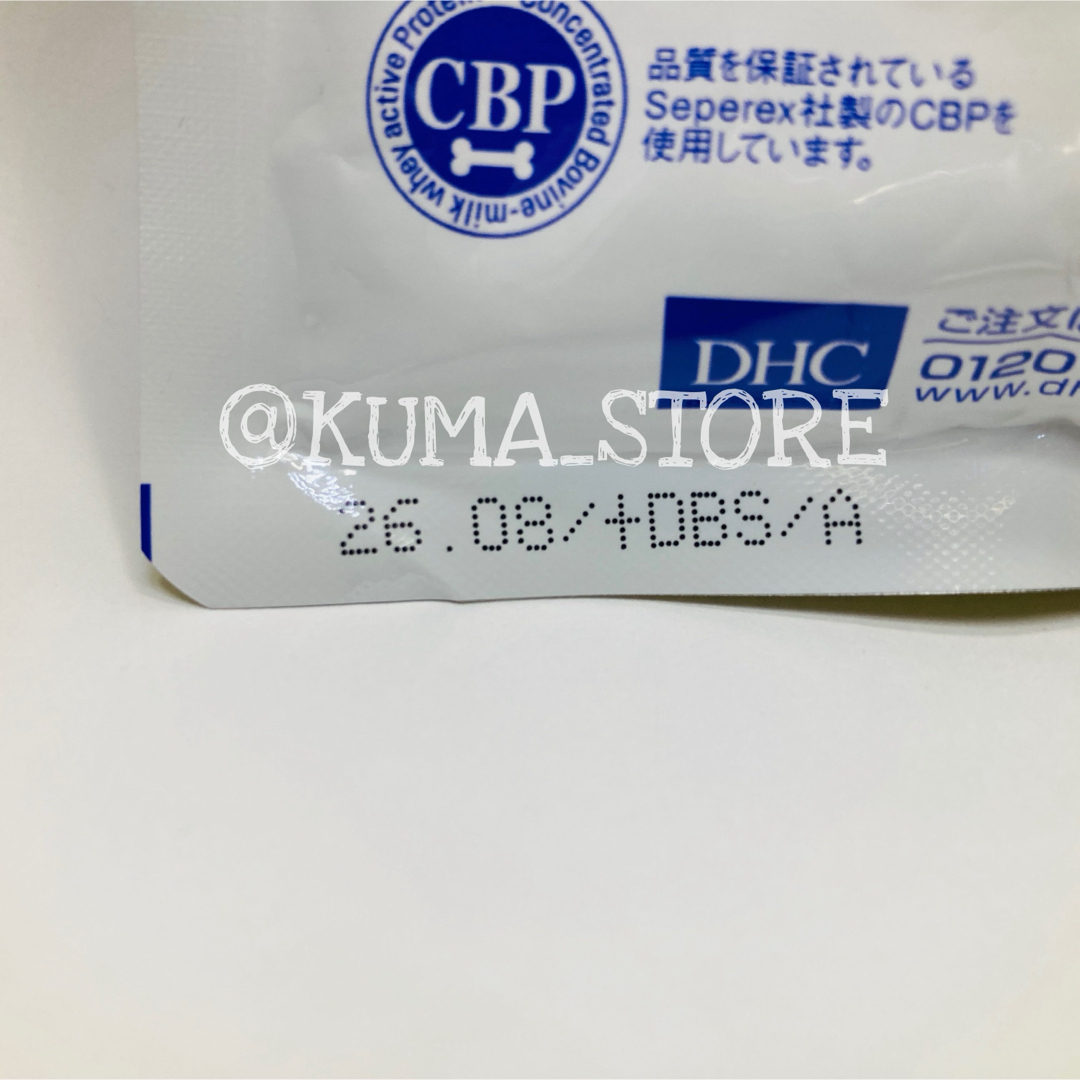 active Protein Concentrated Bovine-milk whey
CBP
品質を保証されている
Seperex社製のCBPを
使用しています。
DHC
ご注文
0120
www.
@KUMA_STORE
26.08/+DBS/A